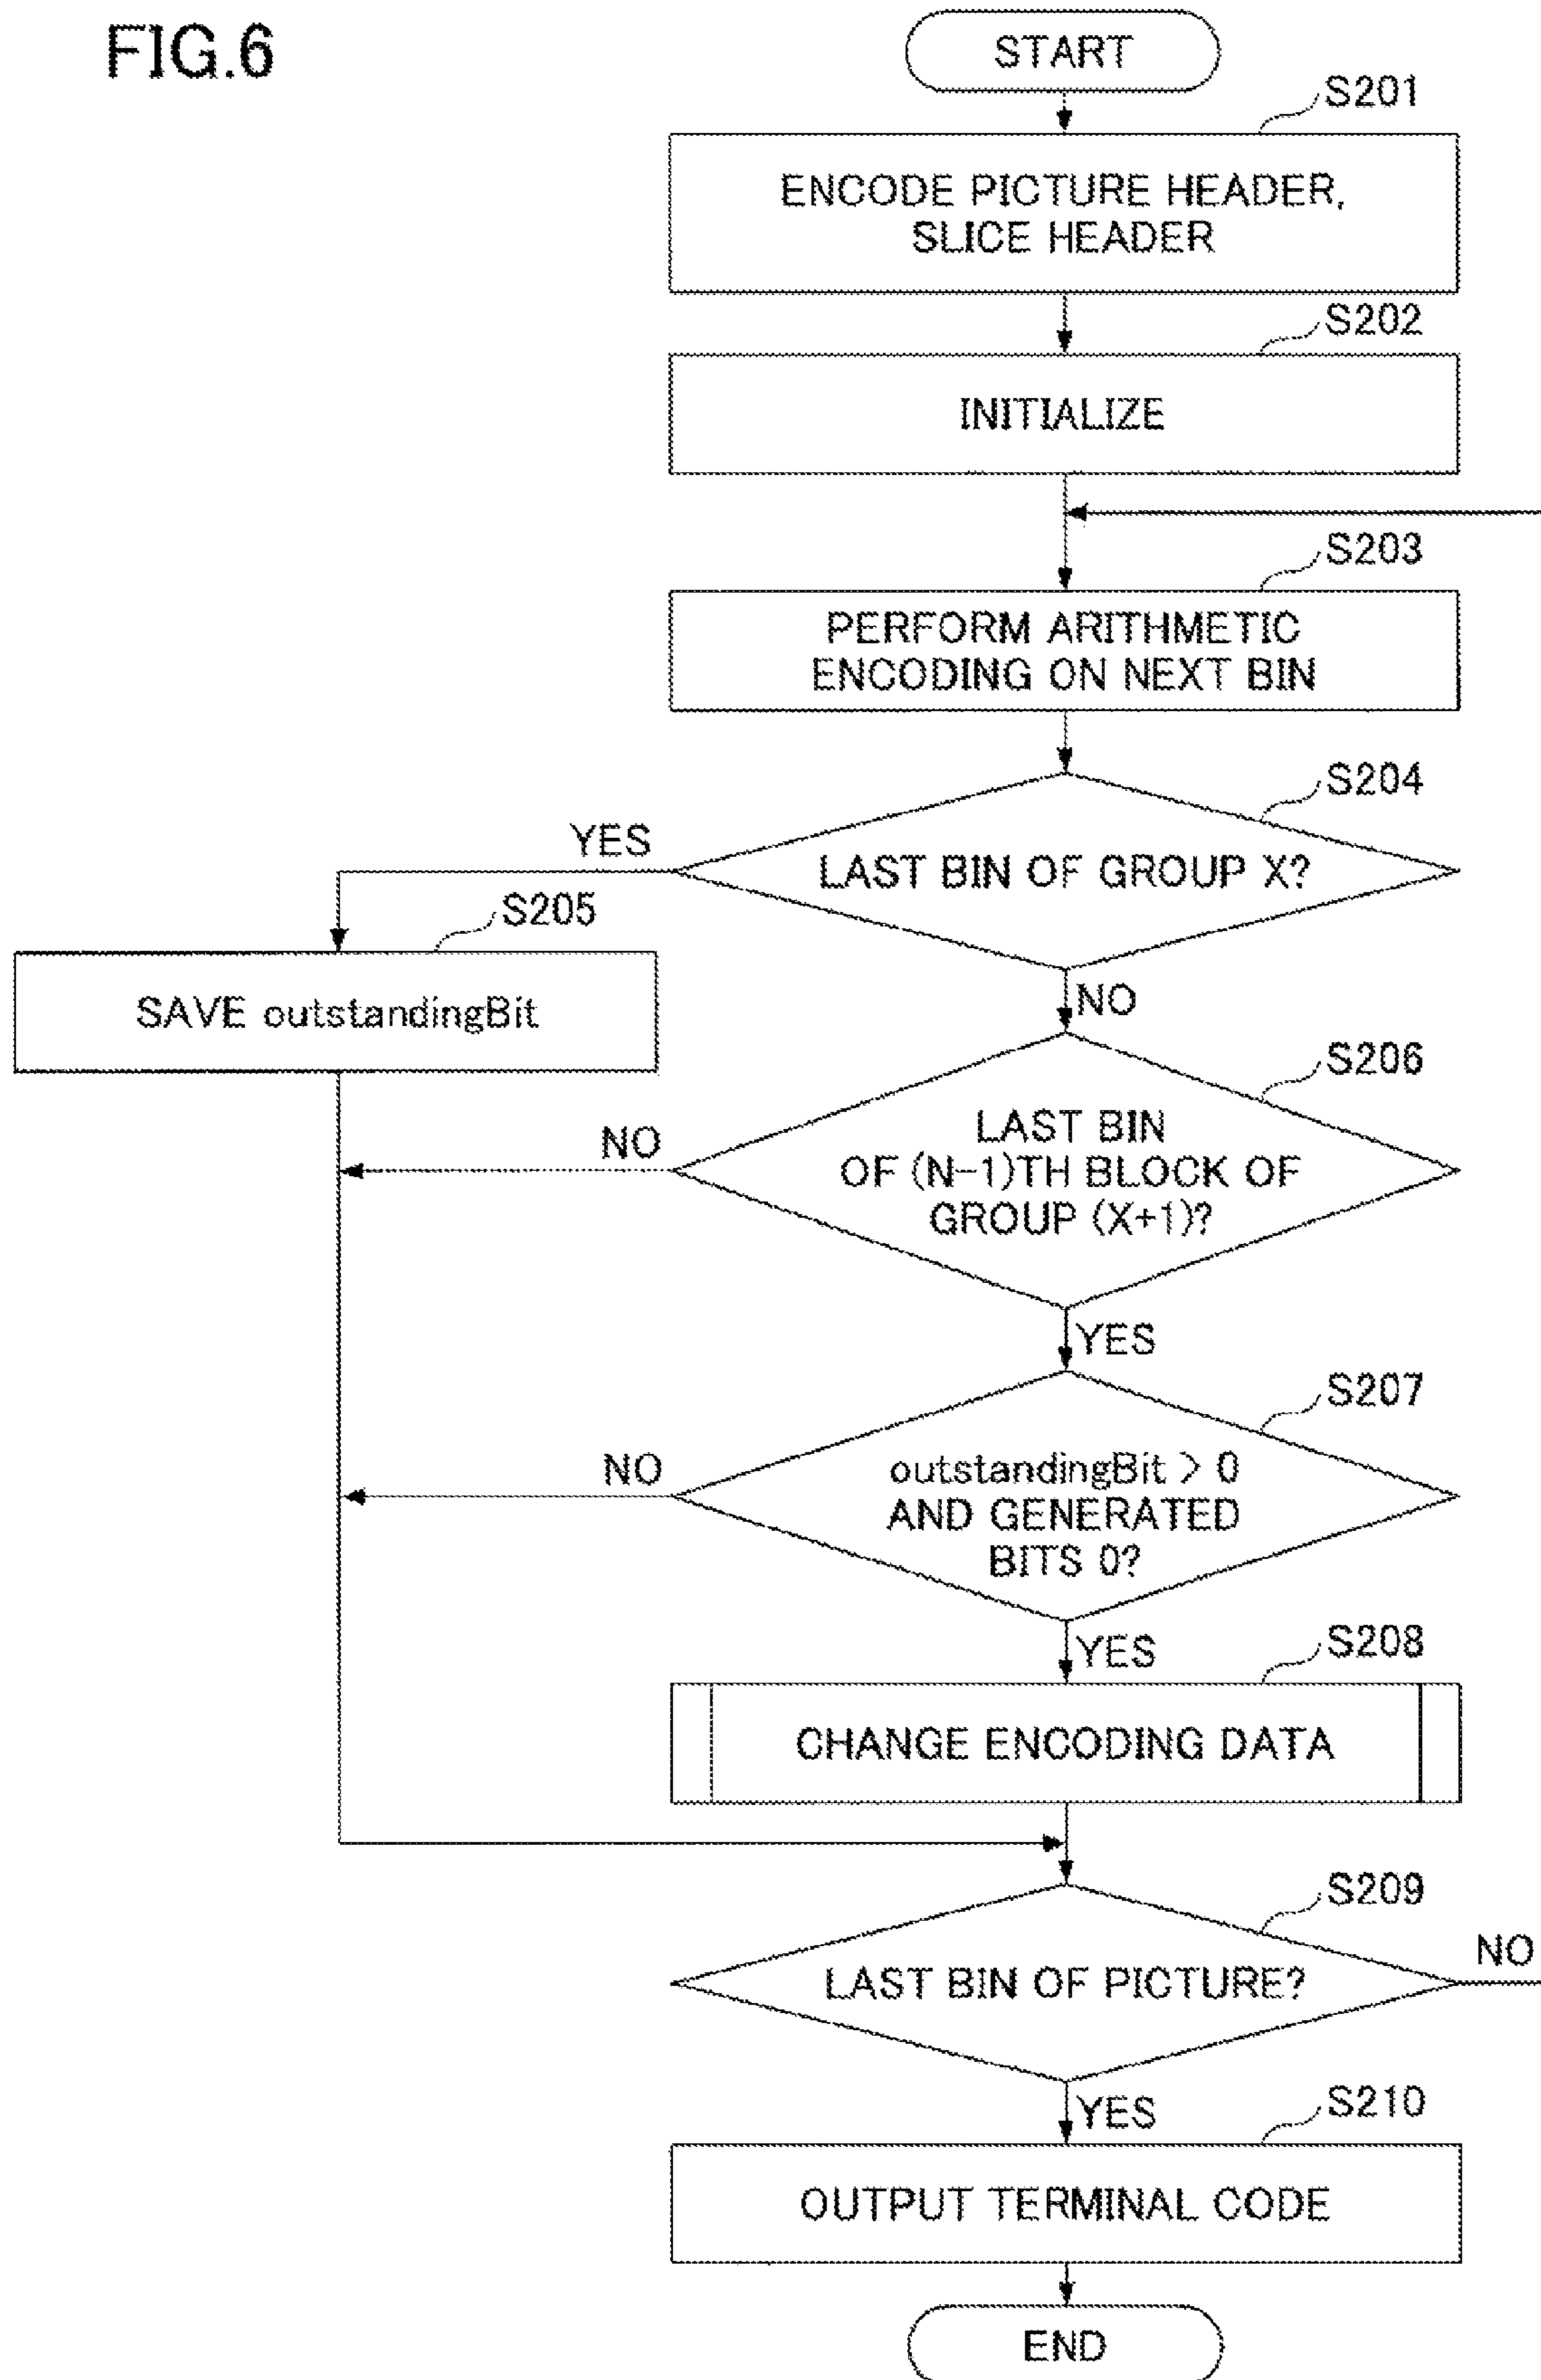 FIG.6
START
S201
ENCODE PICTURE HEADER,
SLICE HEADER
S202
INITIALIZE
S203
PERFORM ARITHMETIC
ENCODING ON NEXT BIN
S204
YES
LAST BIN OF GROUP X?
S205
SAVE outstandingBit
NO
S206
NO
LAST BIN
OF (N-1)TH BLOCK OF
GROUP (X+1)?
YES
S207
NO
outstandingBit > 0
AND GENERATED
BITS 0?
YES
S208
CHANGE ENCODING DATA
S209
NO
LAST BIN OF PICTURE?
YES
S210
OUTPUT TERMINAL CODE
END